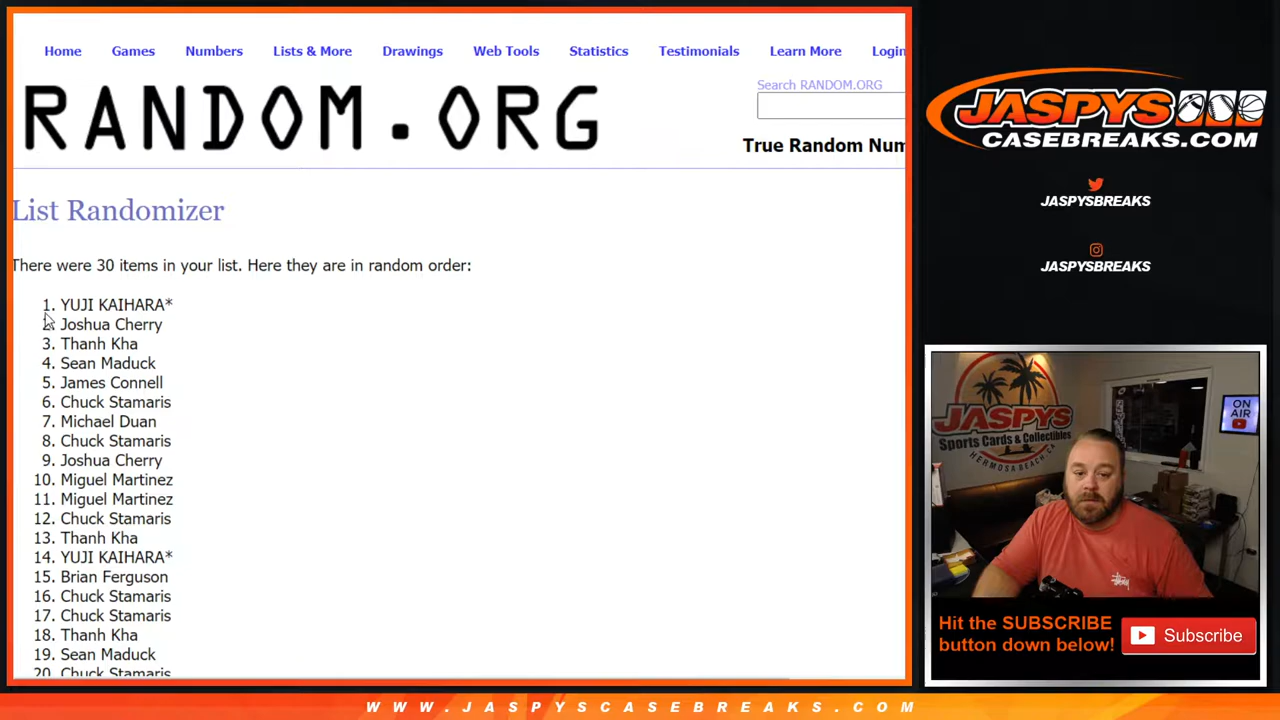 Home Games Numbers Lists & More Drawings Web Tools Statistics Testimonials Learn More Login
RANDOM.ORG
Search RANDOM.ORG
True Random Num
List Randomizer
There were 30 items in your list. Here they are in random order:
1. YUJI KAIHARA*
2. Joshua Cherry
3. Thanh Kha
4. Sean Maduck
5. James Connell
6. Chuck Stamaris
7. Michael Duan
8. Chuck Stamaris
9. Joshua Cherry
10. Miguel Martinez
11. Miguel Martinez
12. Chuck Stamaris
13. Thanh Kha
14. YUJI KAIHARA*
15. Brian Ferguson
16. Chuck Stamaris
17. Chuck Stamaris
18. Thanh Kha
19. Sean Maduck
20. Chuck Stamaris
JASPYS
CASEBREAKS.COM
JASPYSBREAKS
JASPYSBREAKS
JASPYS
Sports Cards & Collectibles
HERMOSA BEACH, CA
ON
AIR
Hit the SUBSCRIBE
button down below!
Subscribe
WWW.JASPYSCASEBREAKS.COM